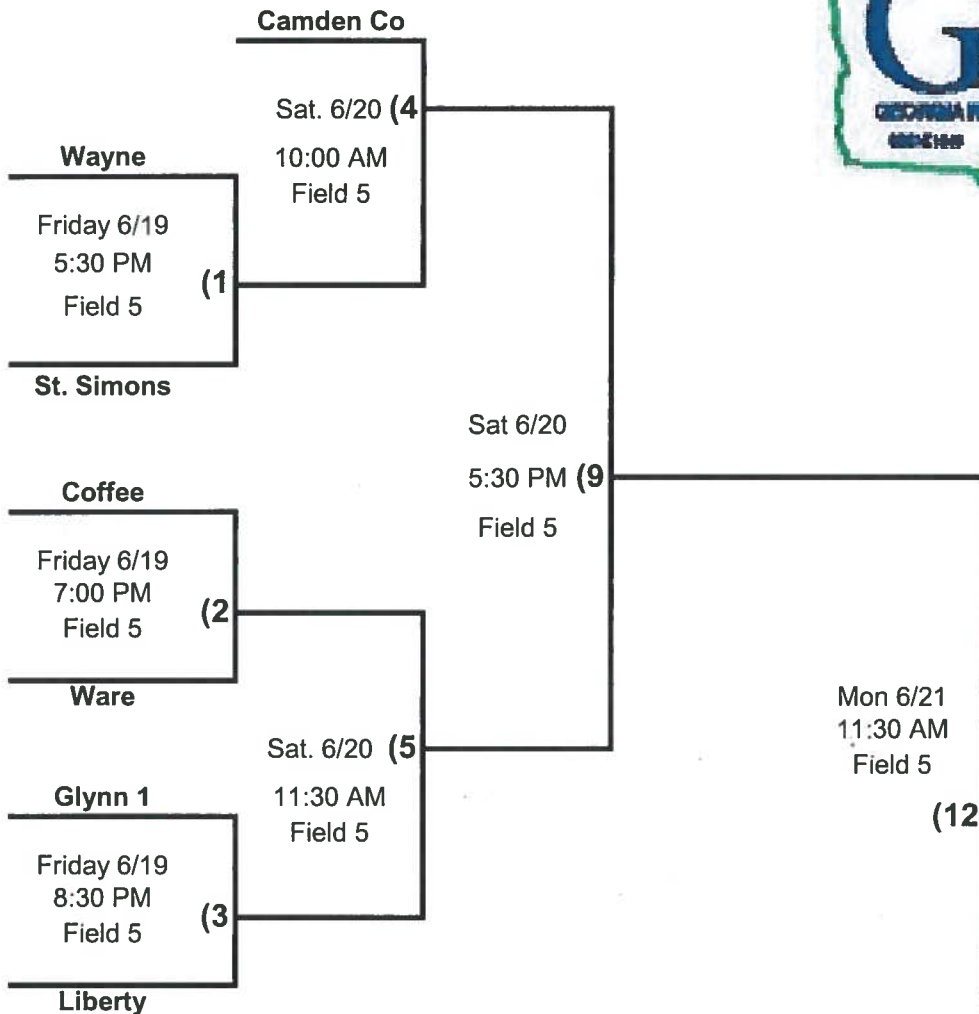 Camden Co
Sat. 6/20 (4
10:00 AM
Field 5
Wayne
Friday 6/19
5:30 PM
(1
Field 5
St. Simons
Sat 6/20
5:30 PM (9
Field 5
Coffee
Friday 6/19
7:00 PM
(2
Field 5
Ware
Sat. 6/20 (5
11:30 AM
Field 5
Glynn 1
Friday 6/19
8:30 PM
(3
Field 5
Liberty
Mon 6/21
11:30 AM
Field 5
(12
G